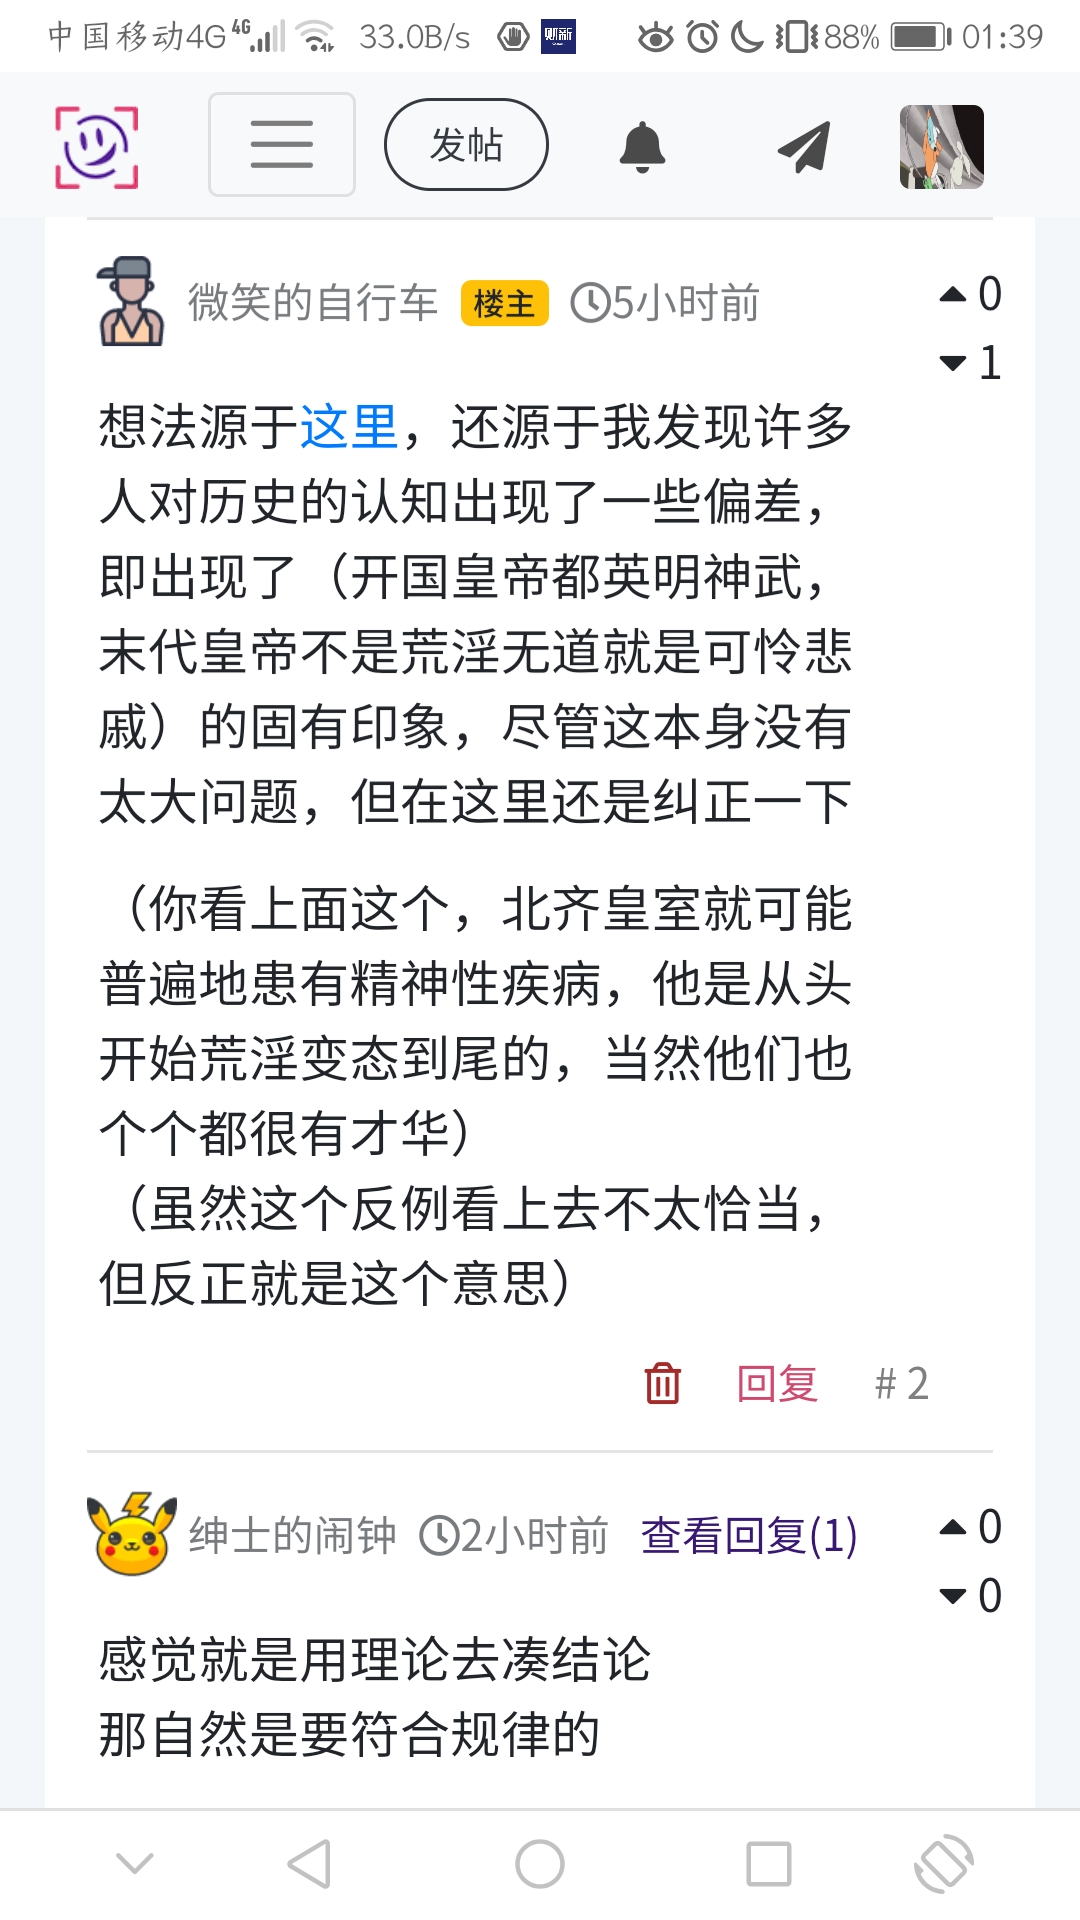 中国移动4G 4G 33.0B/s 财新 88% 01:39
发帖
微笑的自行车 楼主 5小时前 0
1
想法源于这里，还源于我发现许多
人对历史的认知出现了一些偏差，
即出现了（开国皇帝都英明神武，
末代皇帝不是荒淫无道就是可怜悲
戚）的固有印象，尽管这本身没有
太大问题，但在这里还是纠正一下
（你看上面这个，北齐皇室就可能
普遍地患有精神性疾病，他是从头
开始荒淫变态到尾的，当然他们也
个个都很有才华）
（虽然这个反例看上去不太恰当，
但反正就是这个意思）
回复 # 2
绅士的闹钟 2小时前 查看回复(1) 0
0
感觉就是用理论去凑结论
那自然是要符合规律的